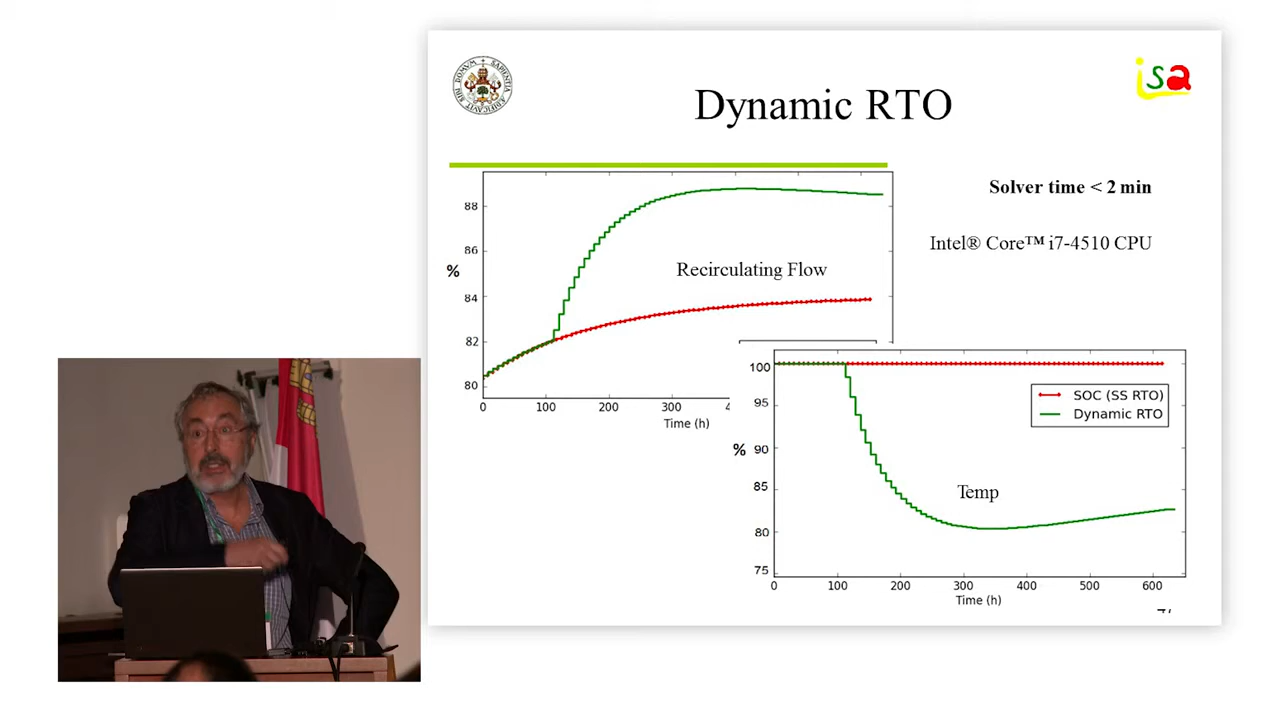 Dynamic RTO
isa
Solver time < 2 min
Intel® Core™ i7-4510 CPU
88
86
84
82
80
%
Recirculating Flow
0 100 200 300
Time (h)
100
95
90
85
80
75
%
SOC (SS RTO)
Dynamic RTO
Temp
0 100 200 300 400 500 600
Time (h)